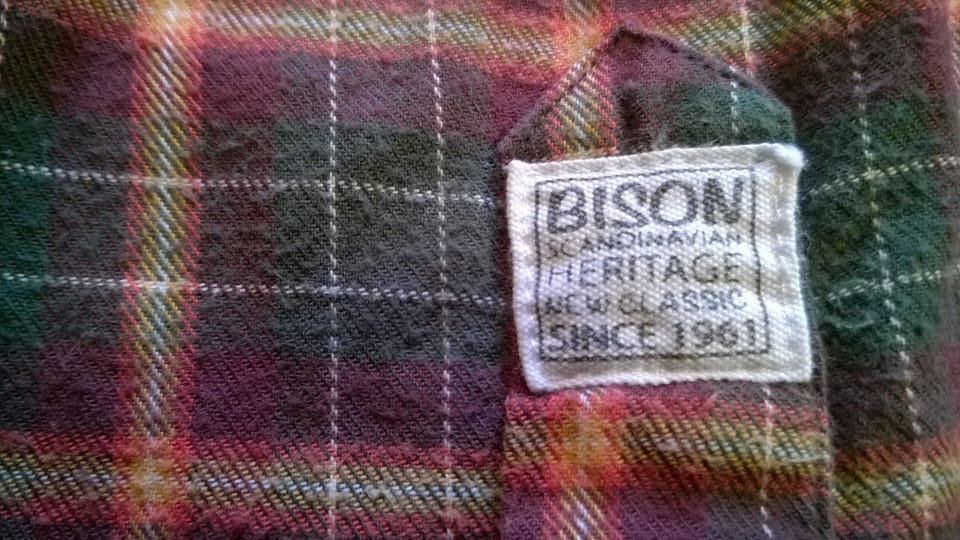 BISON
SCANDINAVIAN
HERITAGE
NEW CLASSIC
SINCE 1961